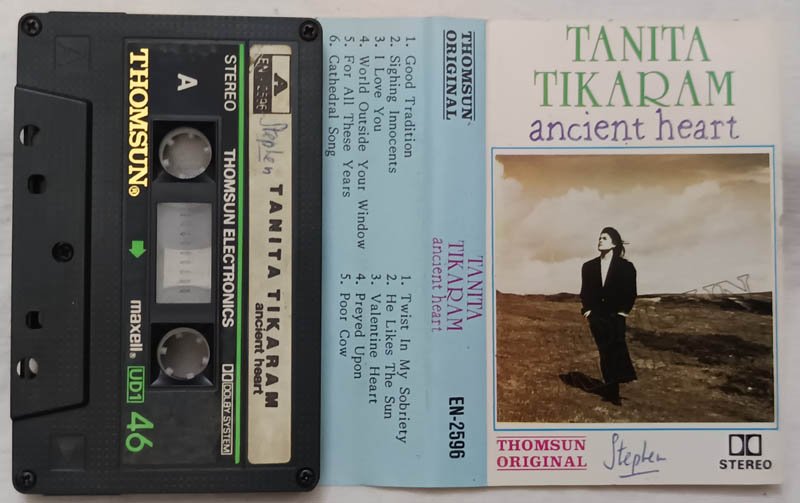 THOMSUN®
A
STEREO
THOMSUN ELECTRONICS
maxell®
UD1 46
DOLBY SYSTEM
A
EN-2596
Stephen
TANITA TIKARAM
ancient heart
1. Good Tradition
2. Sighing Innocents
3. I Love You
4. World Outside Your Window
5. For All These Years
6. Cathedral Song
1. Twist In My Sobriety
2. He Likes The Sun
3. Valentine Heart
4. Preyed Upon
5. Poor Cow
THOMSUN
ORIGINAL
TANITA
TIKARAM
ancient heart
EN-2596
TANITA
TIKARAM
ancient heart
THOMSUN
ORIGINAL
Stephen
STEREO